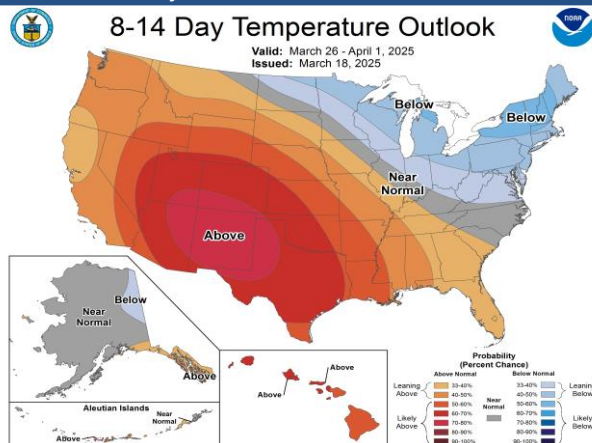 8-14 Day Temperature Outlook
NOAA
Valid: March 26 - April 1, 2025
Issued: March 18, 2025
Below
Below
Near
Normal
Above
Near
Normal
Below
Above
Aleutian Islands
Near
Normal
Above
Above
Above
Probability
(Percent Chance)
Above Normal
Below Normal
Leaning
Above
33-40%
40-50%
50-60%
60-70%
70-80%
80-90%
90-100%
Likely
Above
Near
Normal
33-40%
40-50%
50-60%
60-70%
70-80%
80-90%
90-100%
Leaning
Below
Likely
Below